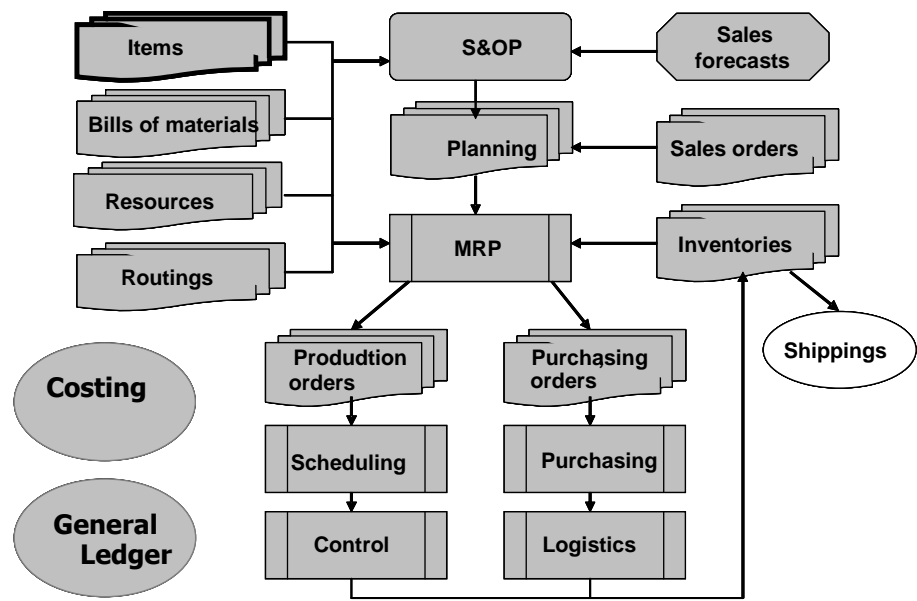 Items
S&OP
Sales
forecasts
Bills of materials
Planning
Sales orders
Resources
Routings
MRP
Inventories
Shippings
Produdtion
orders
Purchasing
orders
Costing
Scheduling
Purchasing
General
Ledger
Control
Logistics